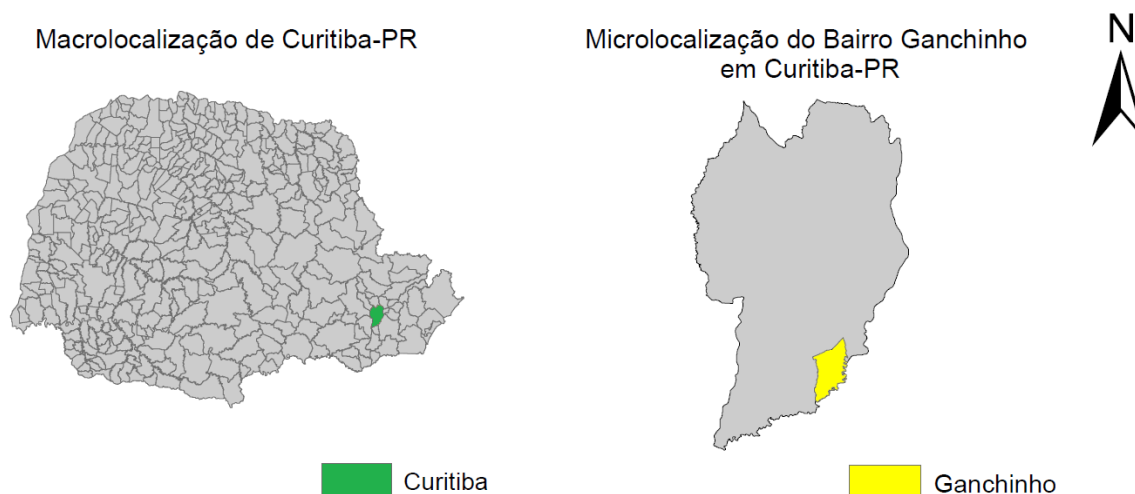 Macrolocalização de Curitiba-PR
Microlocalização do Bairro Ganchinho
em Curitiba-PR
N
Curitiba
Ganchinho